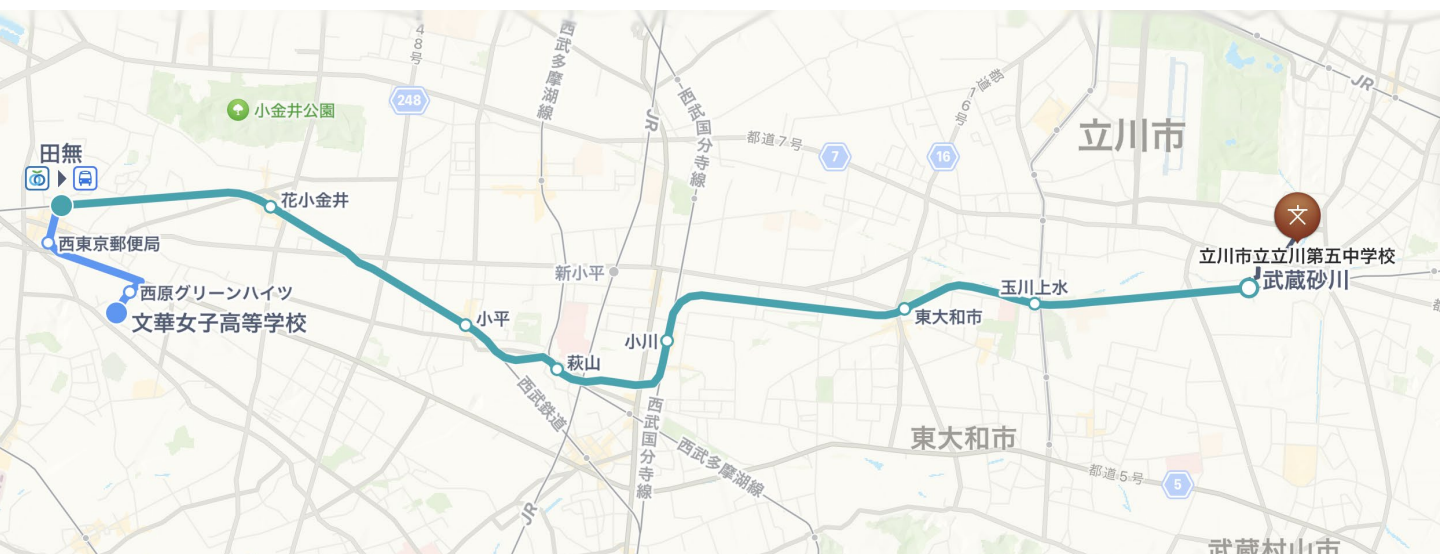 48号
西武多摩湖線
JR
西武国分寺線
都道16号
JR
小金井公園
248
都道7号
7
16
立川市
田無
花小金井
西東京郵便局
立川市立立川第五中学校
新小平
武蔵砂川
西原グリーンハイツ
玉川上水
文華女子高等学校
小平
東大和市
小川
萩山
西武鉄道
西武国分寺線
東大和市
西武多摩湖線
都道5号
5
JR
武蔵村山市
文